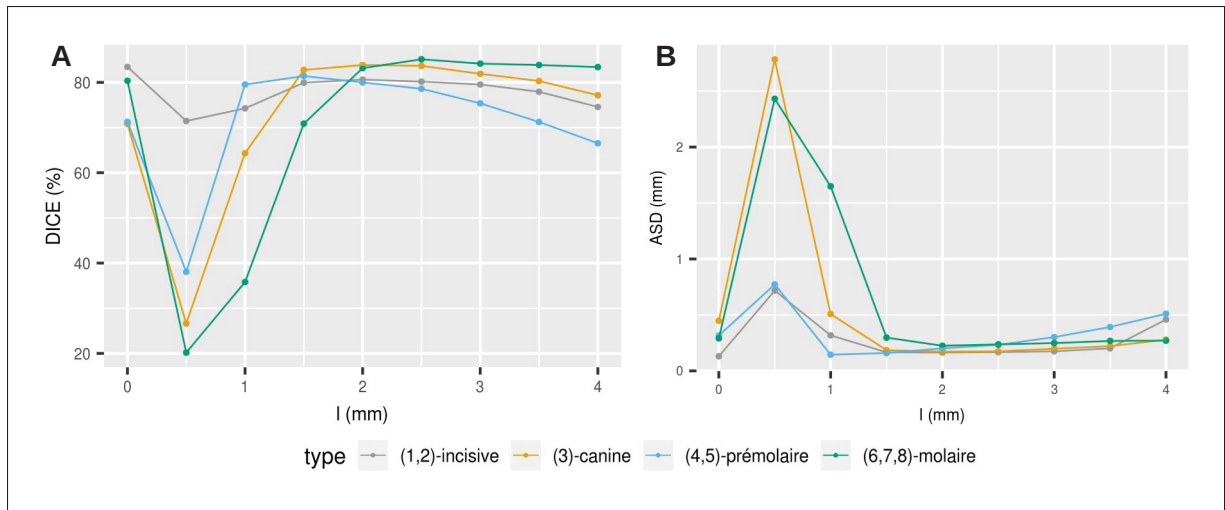 A
B
DICE (%)
80
60
40
20
0
1
2
3
4
l (mm)
ASD (mm)
2
1
0
0
1
2
3
4
l (mm)
type
(1,2)-incisive
(3)-canine
(4,5)-prémolaire
(6,7,8)-molaire